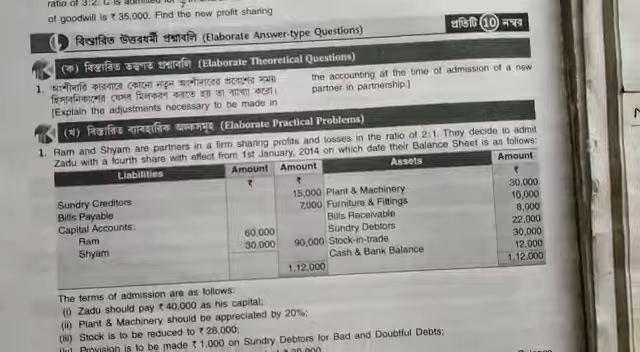 ratio of 3:2. C is admitted for
of goodwill is ₹ 35,000. Find the new profit sharing
বিস্তারিত উত্তরধর্মী প্রশ্নাবলি (Elaborate Answer-type Questions) প্রতিটি 10 নম্বর
(ক) বিস্তারিত তত্ত্বগত প্রশ্নাবলি (Elaborate Theoretical Questions)
1. অংশীদারি কারবারে কোনো নতুন অংশীদারের প্রবেশের সময়
হিসাবনিকাশের যেসব মিলকরণ করতে হয় তা ব্যাখ্যা করো।
[Explain the adjustments necessary to be made in
the accounting at the time of admission of a new
partner in partnership.]
(খ) বিস্তারিত ব্যাবহারিক অঙ্কসমূহ (Elaborate Practical Problems)
1. Ram and Shyam are partners in a firm sharing profits and losses in the ratio of 2:1. They decide to admit
Zadu with a fourth share with effect from 1st January, 2014 on which date their Balance Sheet is as follows:
Liabilities Amount Amount Assets Amount
₹ ₹ ₹
Sundry Creditors 15,000 Plant & Machinery 30,000
Bills Payable 7,000 Furniture & Fittings 10,000
Capital Accounts: Bills Receivable 8,000
Ram 60,000 Sundry Debtors 22,000
Shyam 30,000 90,000 Stock-in-trade 30,000
Cash & Bank Balance 12,000
1,12,000 1,12,000
The terms of admission are as follows:
(i) Zadu should pay ₹ 40,000 as his capital;
(ii) Plant & Machinery should be appreciated by 20%;
(iii) Stock is to be reduced to ₹ 28,000;
(iv) Provision is to be made ₹ 1,000 on Sundry Debtors for Bad and Doubtful Debts;